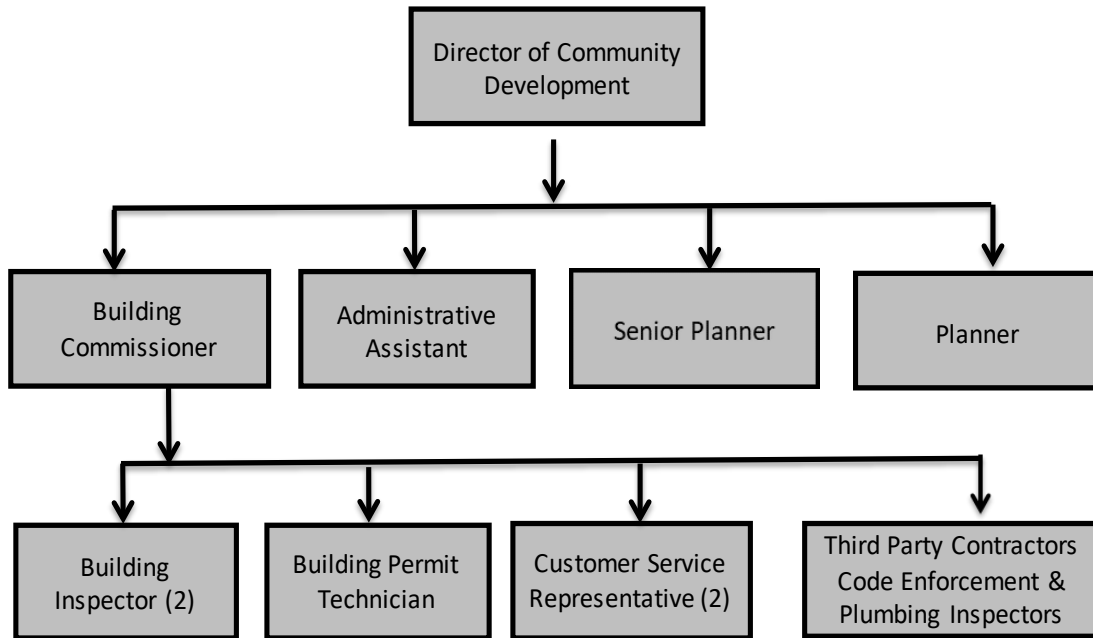 Director of Community
Development
Building
Commissioner
Administrative
Assistant
Senior Planner
Planner
Building
Inspector (2)
Building Permit
Technician
Customer Service
Representative (2)
Third Party Contractors
Code Enforcement &
Plumbing Inspectors